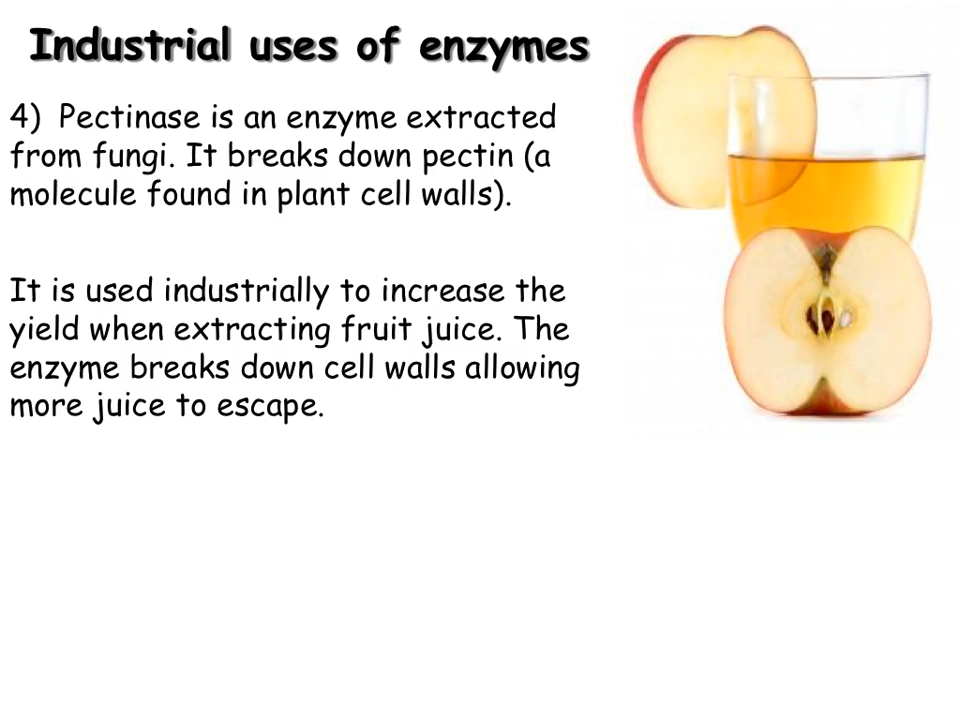 Industrial uses of enzymes
4) Pectinase is an enzyme extracted
from fungi. It breaks down pectin (a
molecule found in plant cell walls).
It is used industrially to increase the
yield when extracting fruit juice. The
enzyme breaks down cell walls allowing
more juice to escape.